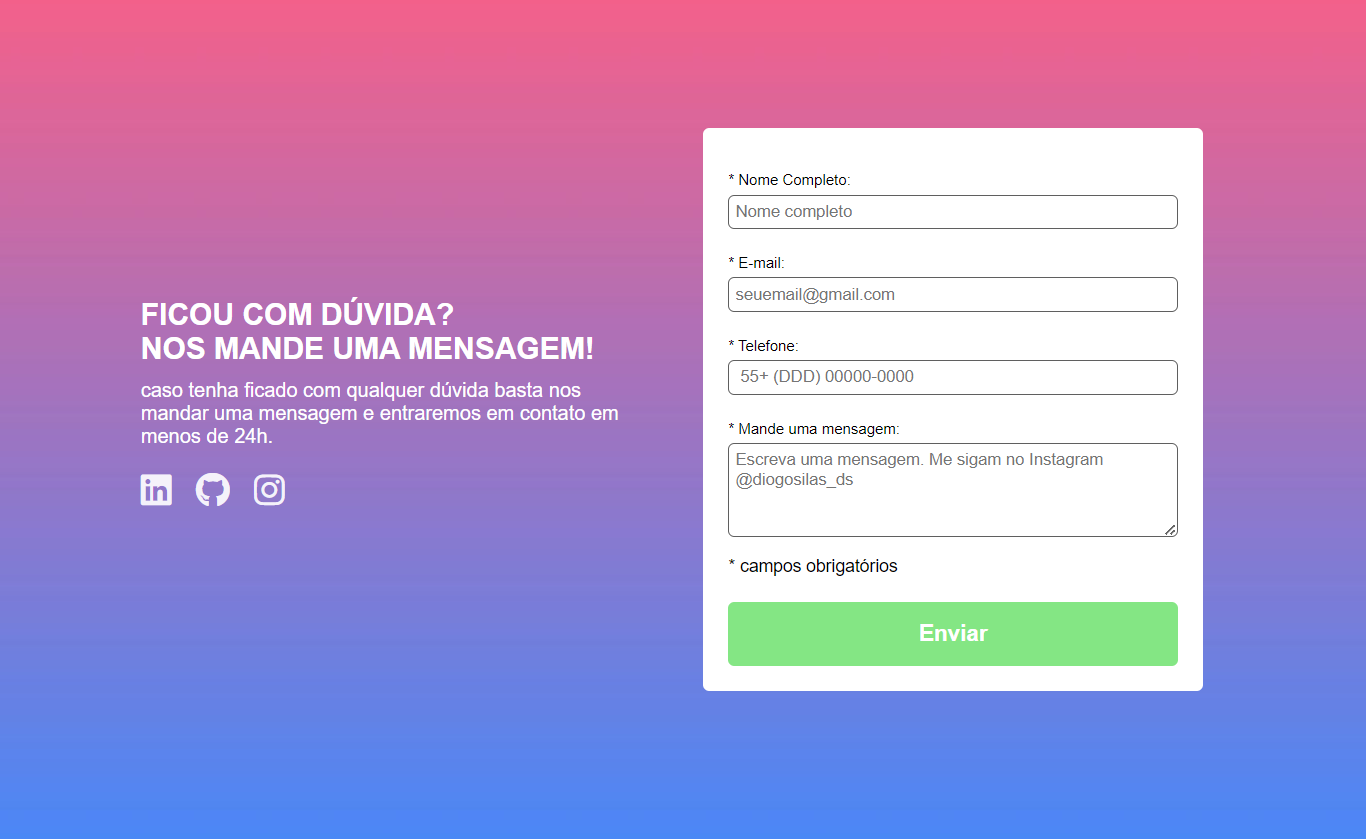 FICOU COM DÚVIDA?
NOS MANDE UMA MENSAGEM!
caso tenha ficado com qualquer dúvida basta nos
mandar uma mensagem e entraremos em contato em
menos de 24h.
in
* Nome Completo:
Nome completo
* E-mail:
seuemail@gmail.com
* Telefone:
55+ (DDD) 00000-0000
* Mande uma mensagem:
Escreva uma mensagem. Me sigam no Instagram
@diogosilas_ds
* campos obrigatórios
Enviar